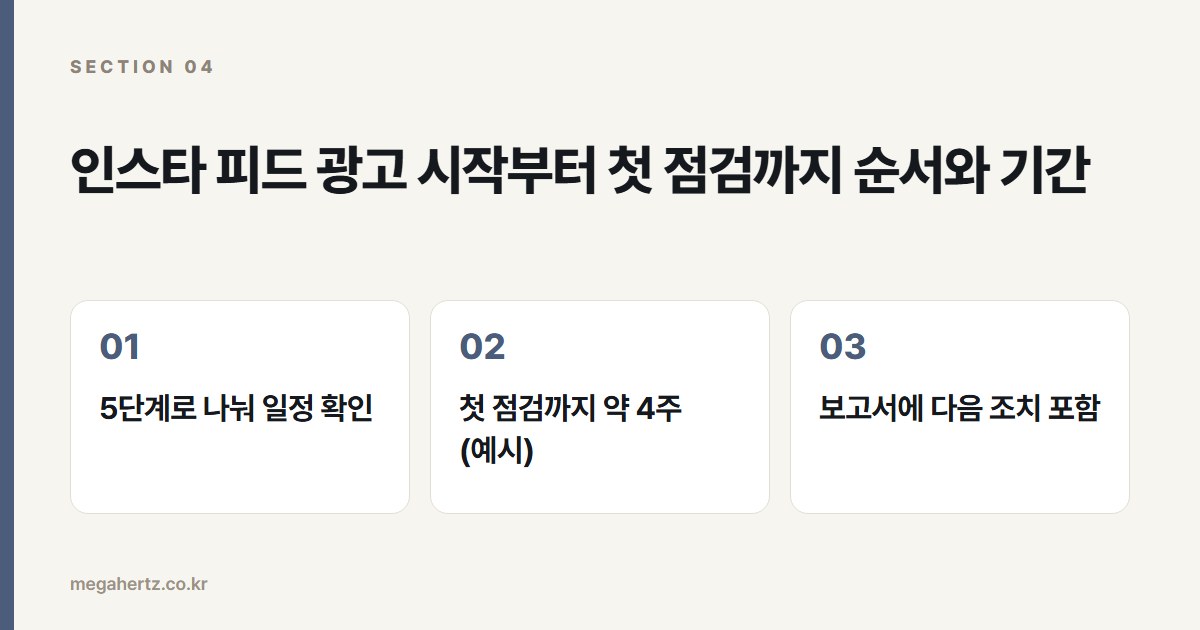 SECTION 04
인스타 피드 광고 시작부터 첫 점검까지 순서와 기간
01
5단계로 나눠 일정 확인
02
첫 점검까지 약 4주
(예시)
03
보고서에 다음 조치 포함
megahertz.co.kr